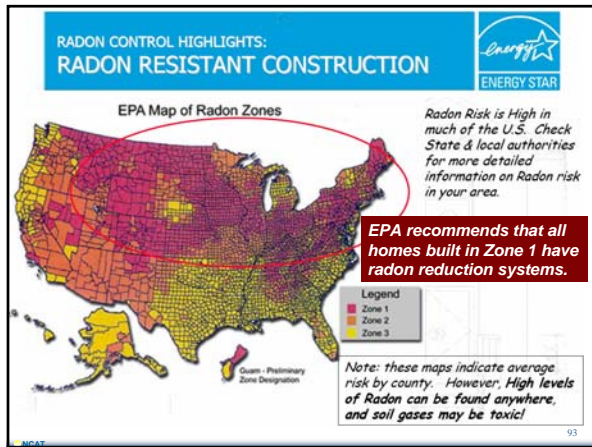 RADON CONTROL HIGHLIGHTS:
RADON RESISTANT CONSTRUCTION
energy
ENERGY STAR
EPA Map of Radon Zones
Radon Risk is High in
much of the U.S. Check
State & local authorities
for more detailed
information on Radon risk
in your area.
EPA recommends that all
homes built in Zone 1 have
radon reduction systems.
Legend
Zone 1
Zone 2
Zone 3
Guam - Preliminary
Zone Designation
Note: these maps indicate average
risk by county. However, High levels
of Radon can be found anywhere,
and soil gases may be toxic!
93
NCAT